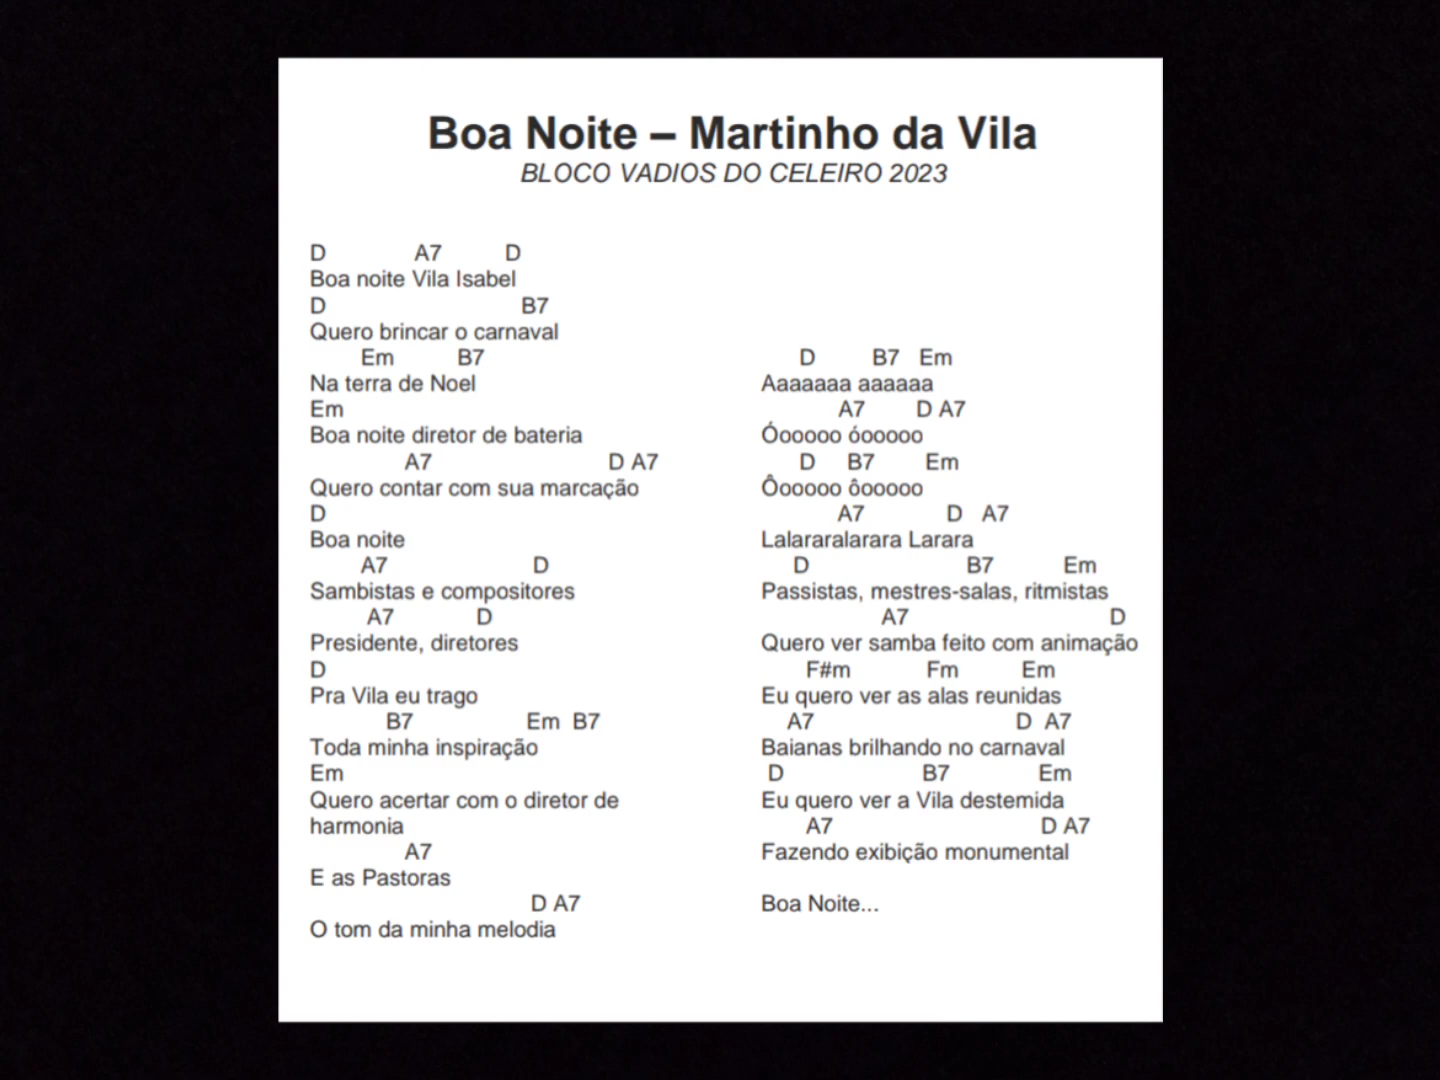 Boa Noite – Martinho da Vila
BLOCO VADIOS DO CELEIRO 2023
D A7 D
Boa noite Vila Isabel
D B7
Quero brincar o carnaval
Em B7
Na terra de Noel
Em
Boa noite diretor de bateria
A7 D A7
Quero contar com sua marcação
D
Boa noite
A7 D
Sambistas e compositores
A7 D
Presidente, diretores
D
Pra Vila eu trago
B7 Em B7
Toda minha inspiração
Em
Quero acertar com o diretor de
harmonia
A7
E as Pastoras
D A7
O tom da minha melodia
D B7 Em
Aaaaaaa aaaaaa
A7 D A7
Óooooo óooooo
D B7 Em
Ôooooo ôooooo
A7 D A7
Lalararalarara Larara
D B7 Em
Passistas, mestres-salas, ritmistas
A7 D
Quero ver samba feito com animação
F#m Fm Em
Eu quero ver as alas reunidas
A7 D A7
Baianas brilhando no carnaval
D B7 Em
Eu quero ver a Vila destemida
A7 D A7
Fazendo exibição monumental
Boa Noite...